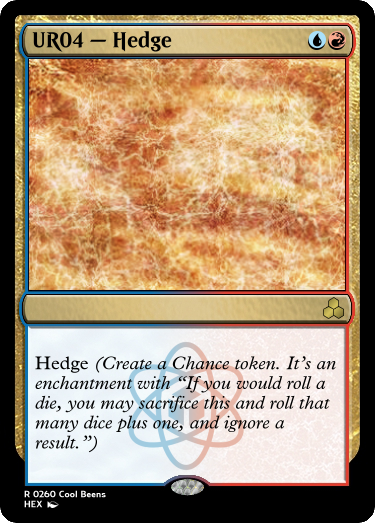 UR04 — Hedge
Hedge (Create a Chance token. It's an
enchantment with “If you would roll a
die, you may sacrifice this and roll that
many dice plus one, and ignore a
result.”)
R 0260 Cool Beens
HEX